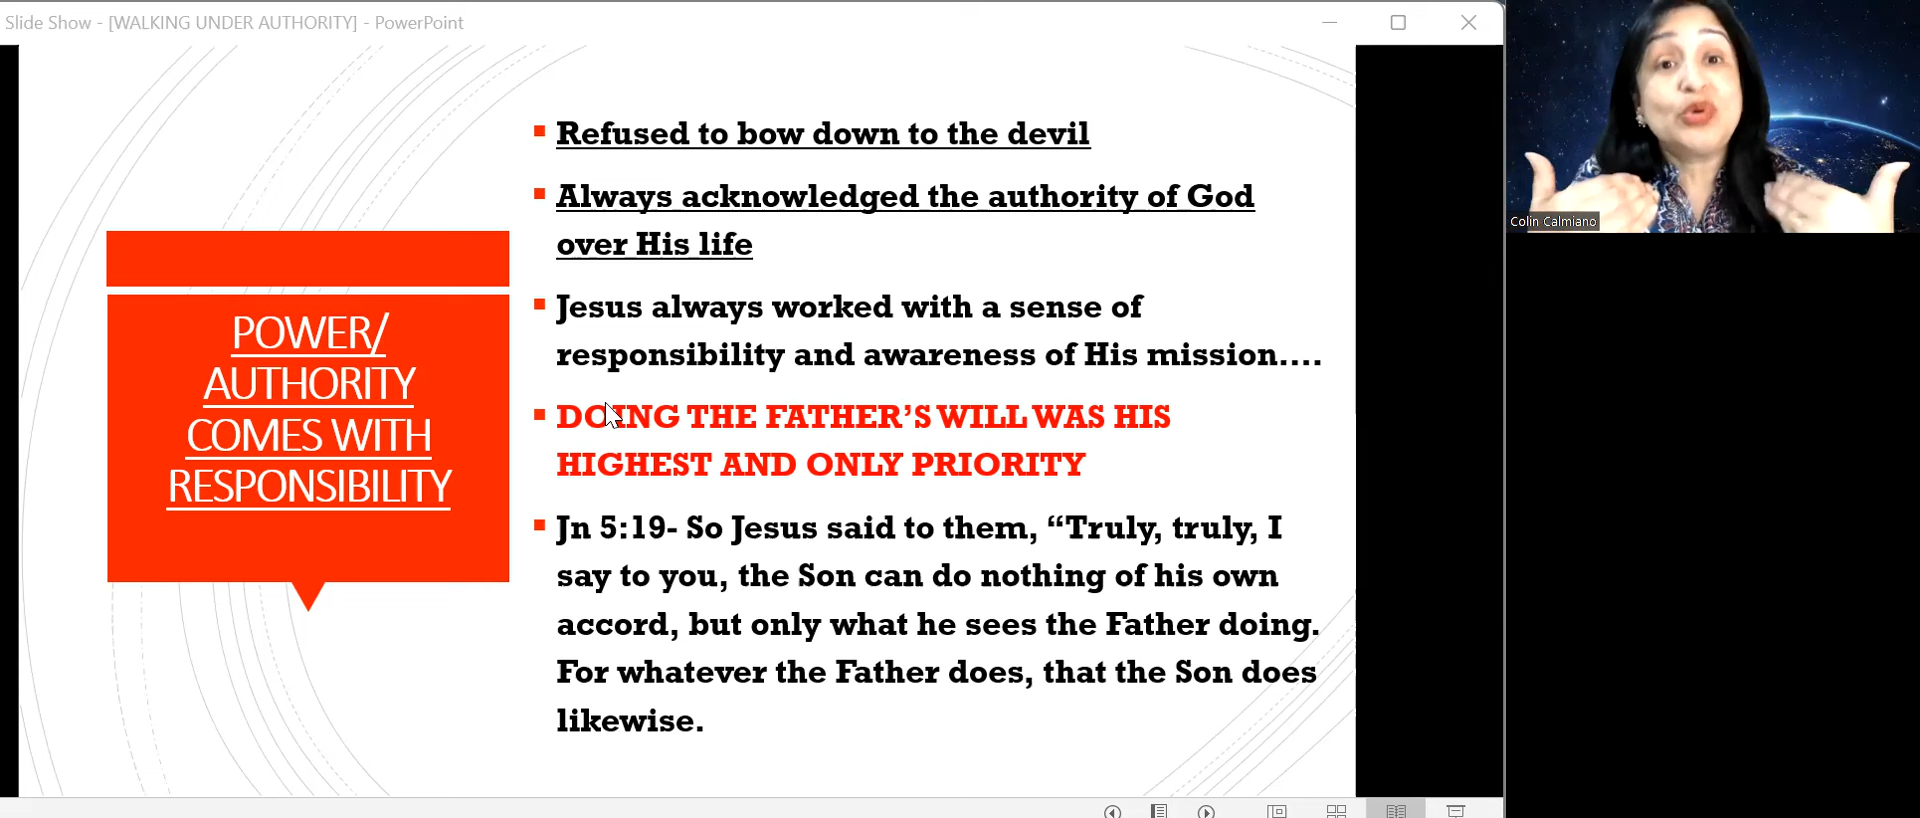 Slide Show - [WALKING UNDER AUTHORITY] - PowerPoint
POWER/
AUTHORITY
COMES WITH
RESPONSIBILITY
Refused to bow down to the devil
Always acknowledged the authority of God
over His life
Jesus always worked with a sense of
responsibility and awareness of His mission....
DOING THE FATHER’S WILL WAS HIS
HIGHEST AND ONLY PRIORITY
Jn 5:19- So Jesus said to them, “Truly, truly, I
say to you, the Son can do nothing of his own
accord, but only what he sees the Father doing.
For whatever the Father does, that the Son does
likewise.
Colin Calmiano